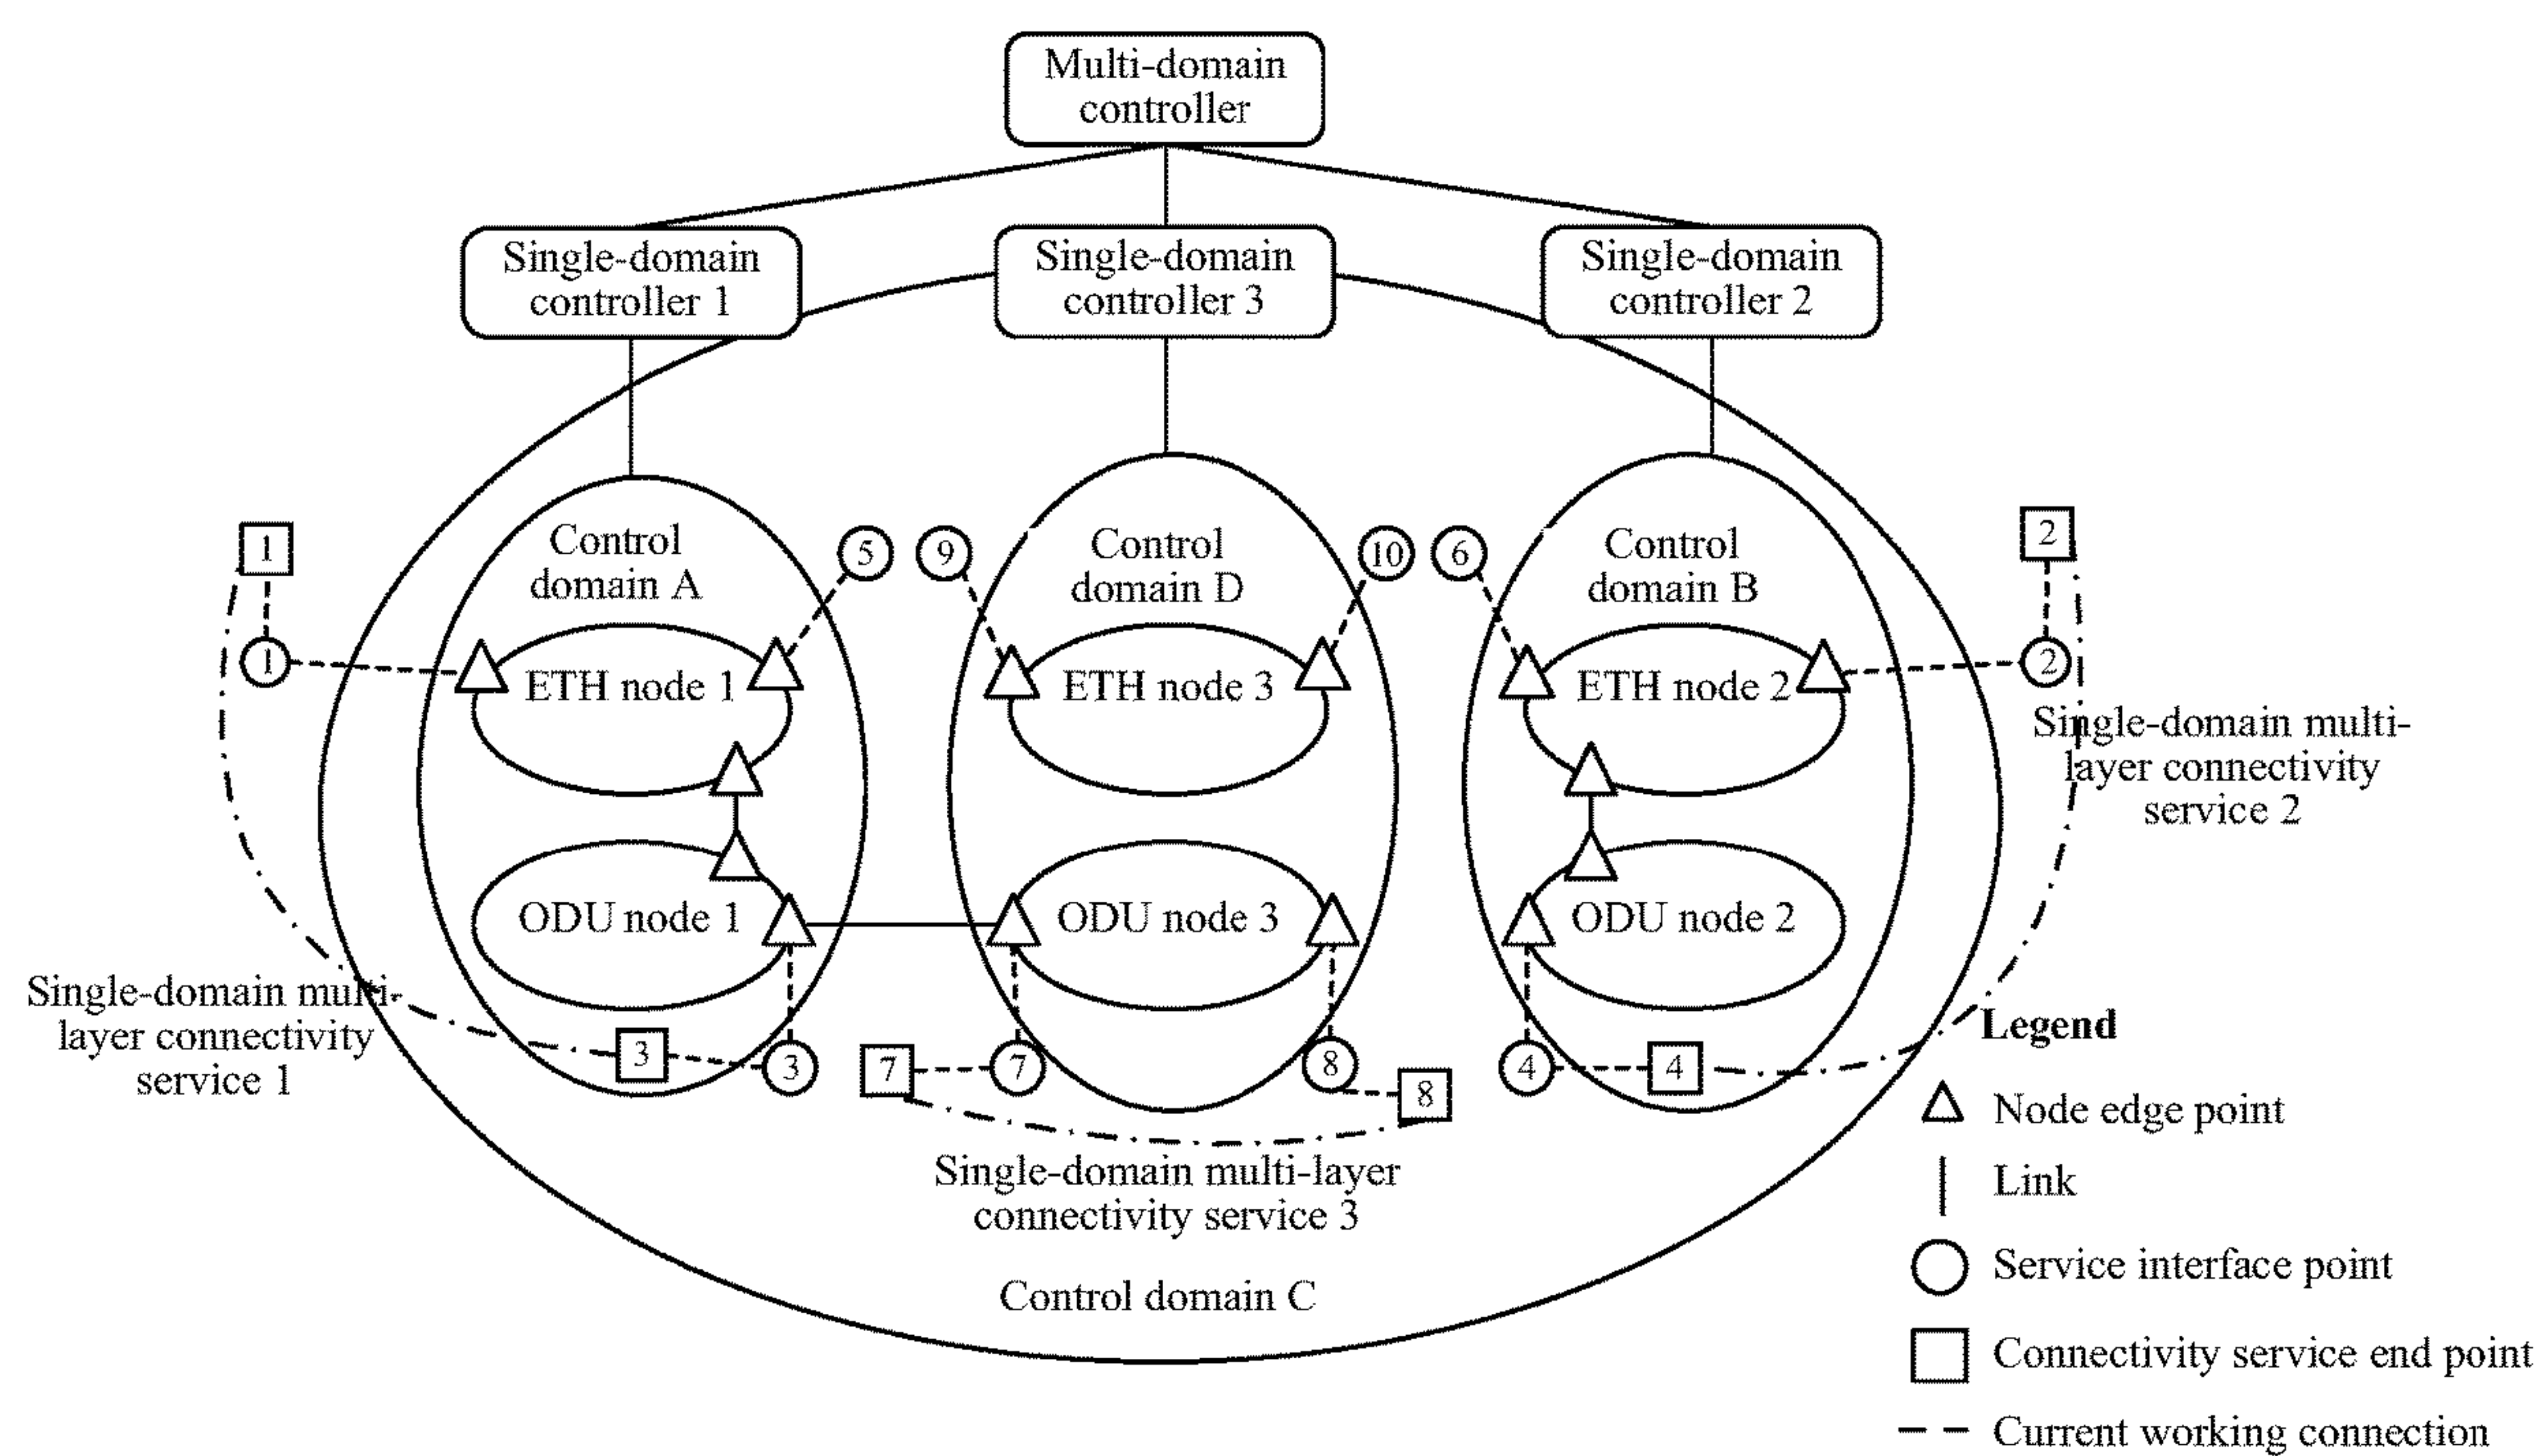 Multi-domain
controller
Single-domain
controller 1
Single-domain
controller 3
Single-domain
controller 2
1
Control
domain A
5
9
Control
domain D
10
6
Control
domain B
2
1
ETH node 1
ETH node 3
ETH node 2
2
Single-domain multi-
layer connectivity
service 2
ODU node 1
ODU node 3
ODU node 2
Single-domain multi-
layer connectivity
service 1
3
3
7
7
8
8
4
4
Single-domain multi-layer
connectivity service 3
Control domain C
Legend
Node edge point
Link
Service interface point
Connectivity service end point
Current working connection